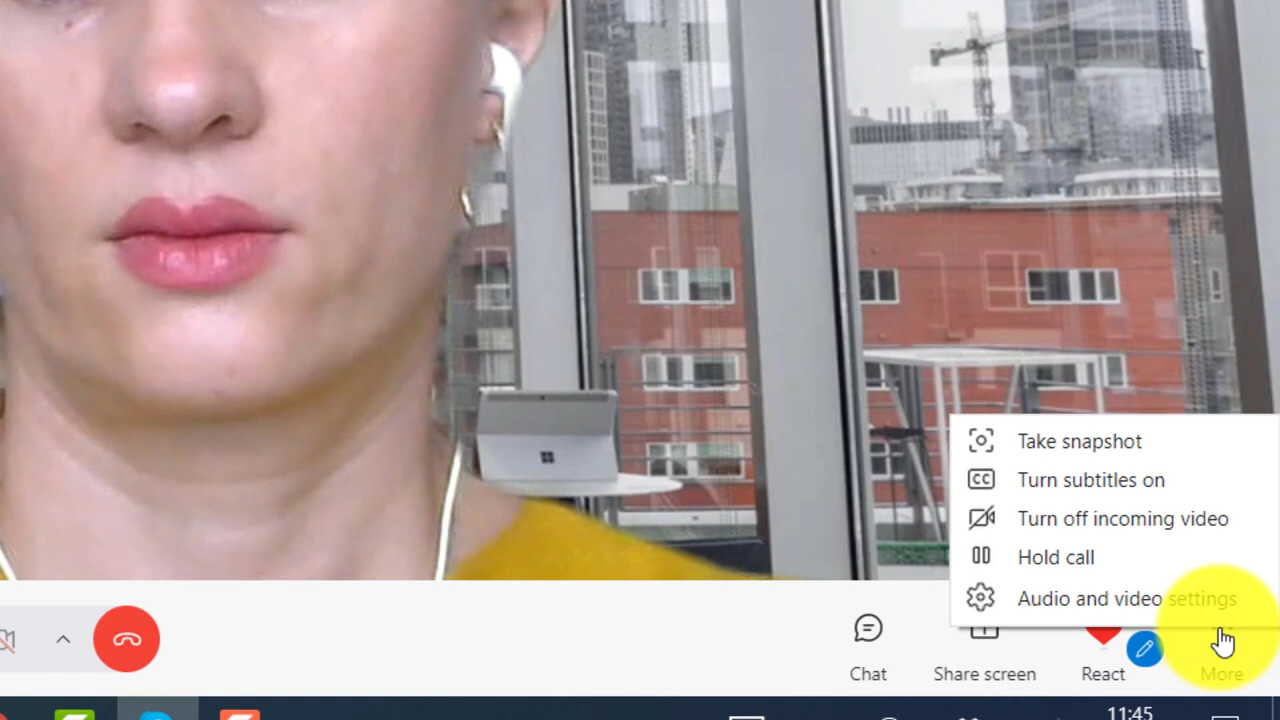 Take snapshot
CC
Turn subtitles on
Turn off incoming video
Hold call
Audio and video settings
Chat
Share screen
React
More
11:45